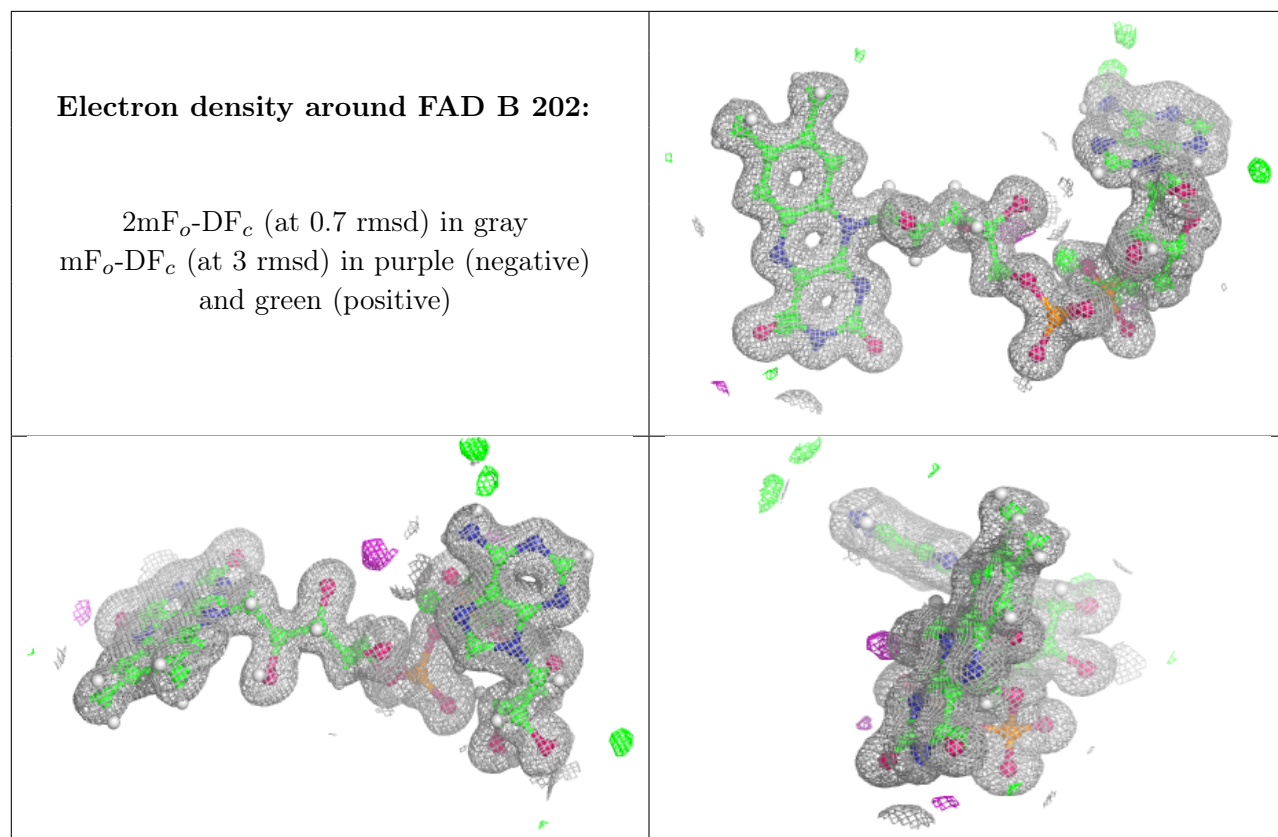 Electron density around FAD B 202:
2mFₒ-DF𝒸 (at 0.7 rmsd) in gray
mFₒ-DF𝒸 (at 3 rmsd) in purple (negative)
and green (positive)